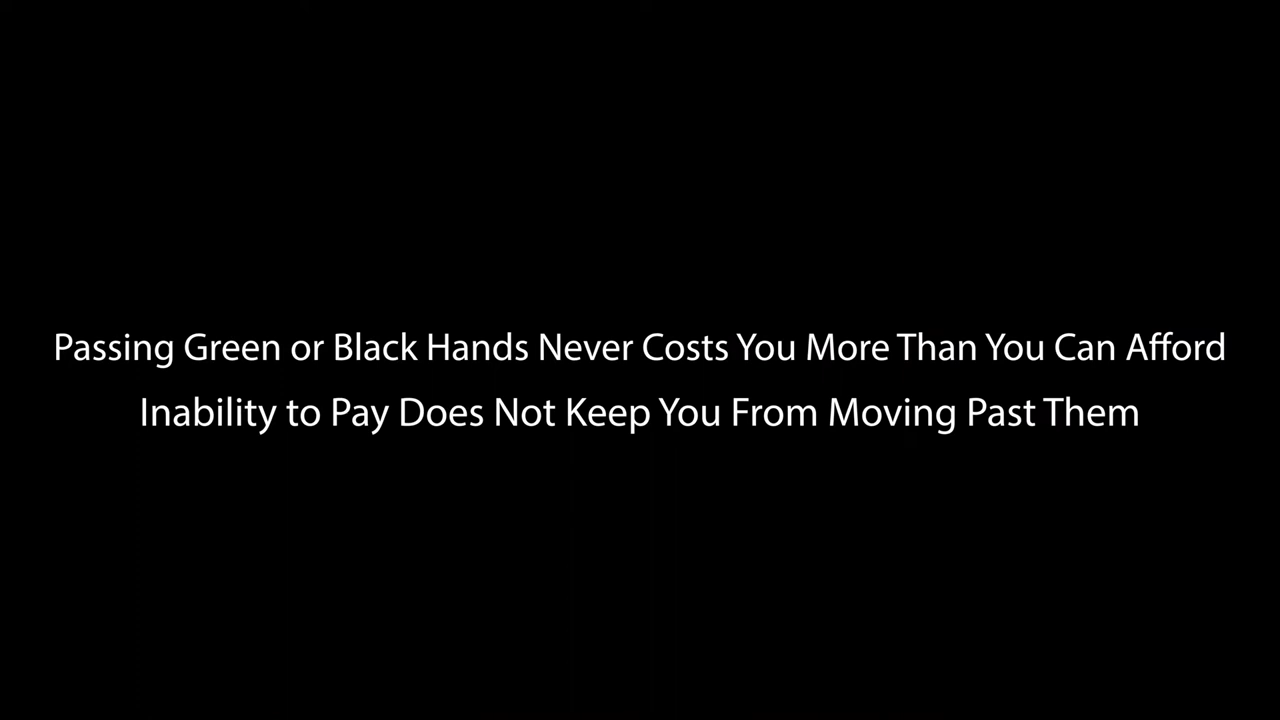 Passing Green or Black Hands Never Costs You More Than You Can Afford
Inability to Pay Does Not Keep You From Moving Past Them